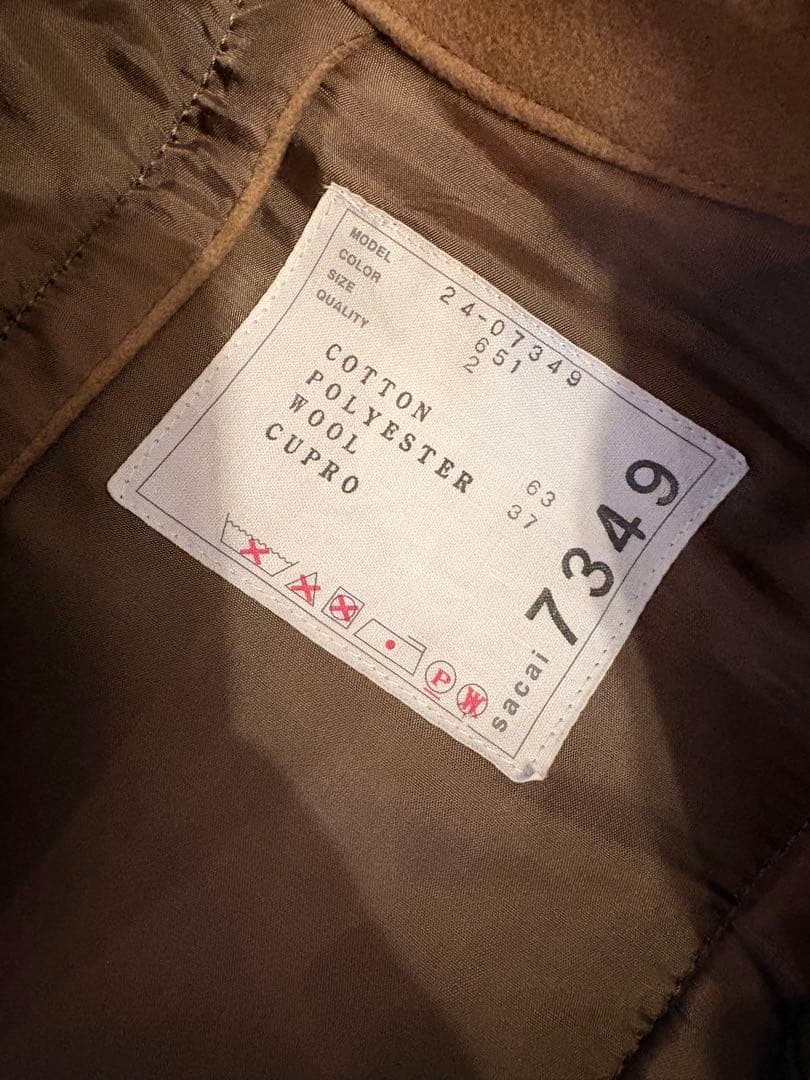 MODEL 24-07349
COLOR 651
SIZE 2
QUALITY
COTTON 63
POLYESTER 37
WOOL
CUPRO
P
W
sacai 7349